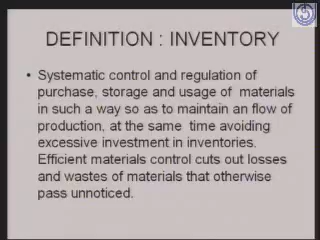 DEFINITION : INVENTORY
• Systematic control and regulation of
purchase, storage and usage of materials
in such a way so as to maintain an flow of
production, at the same time avoiding
excessive investment in inventories.
Efficient materials control cuts out losses
and wastes of materials that otherwise
pass unnoticed.